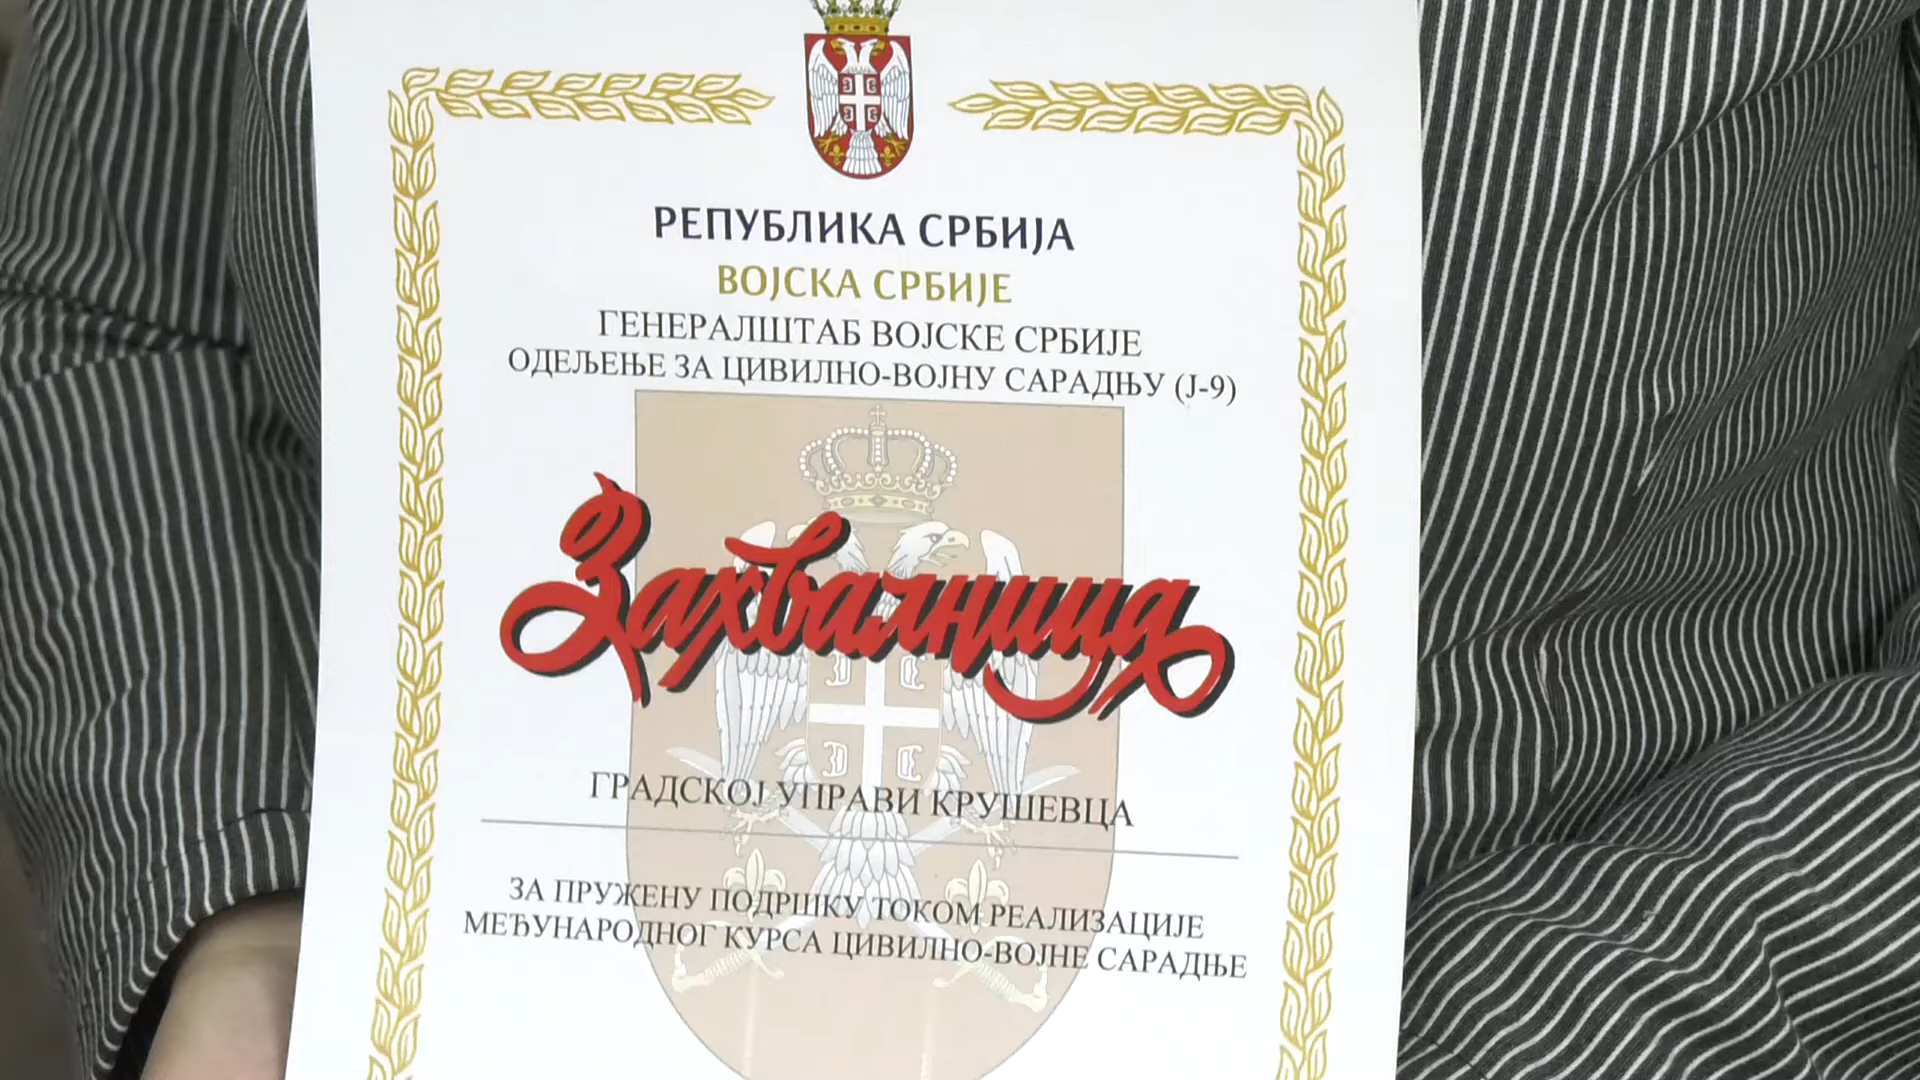 РЕПУБЛИКА СРБИЈА
ВОЈСКА СРБИЈЕ
ГЕНЕРАЛШТАБ ВОЈСКЕ СРБИЈЕ
ОДЕЉЕЊЕ ЗА ЦИВИЛНО-ВОЈНУ САРАДЊУ (Ј-9)
Захвалница
ГРАДСКОЈ УПРАВИ КРУШЕВЦА
ЗА ПРУЖЕНУ ПОДРШКУ ТОКОМ РЕАЛИЗАЦИЈЕ
МЕЂУНАРОДНОГ КУРСА ЦИВИЛНО-ВОЈНЕ САРАДЊЕ